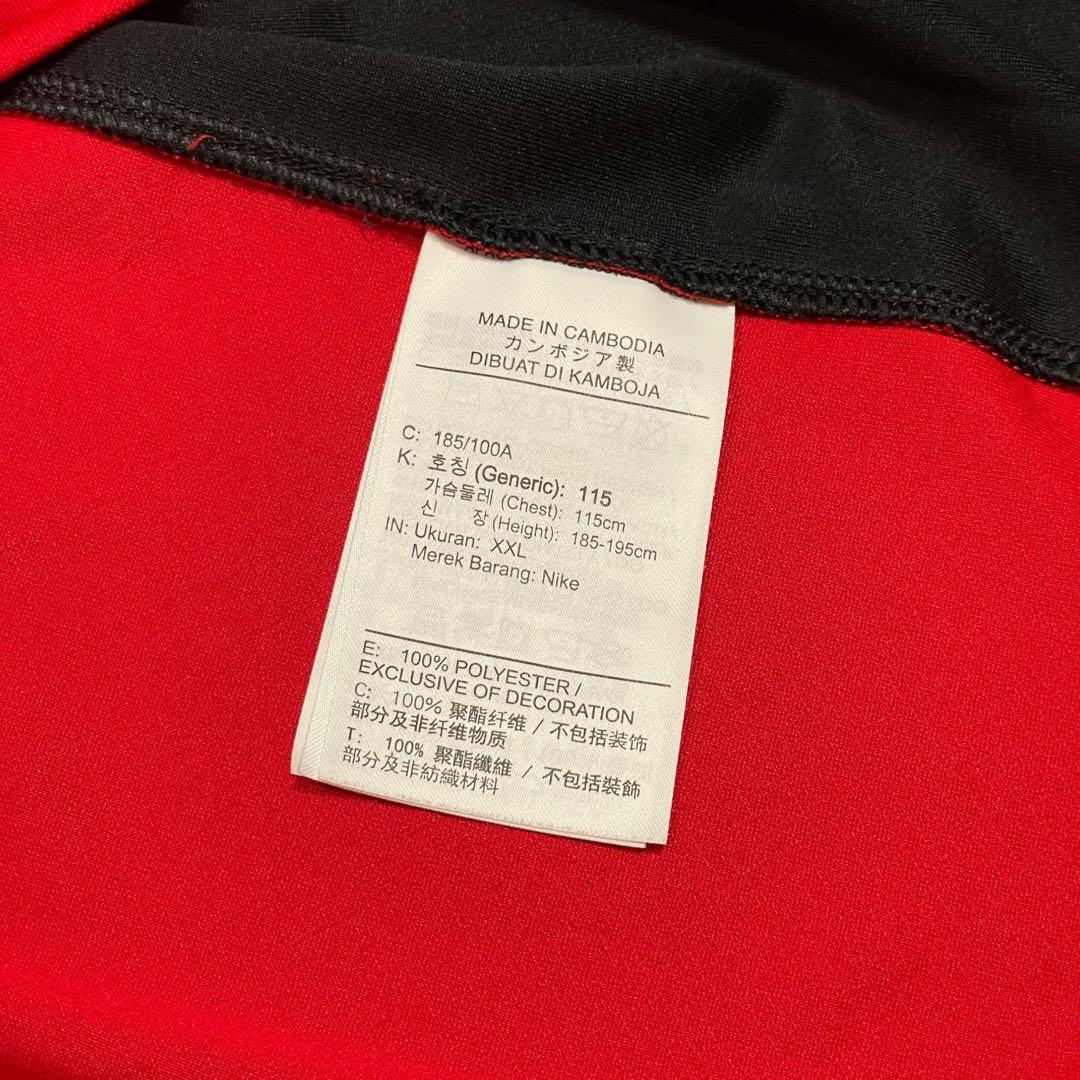 MADE IN CAMBODIA
カンボジア製
DIBUAT DI KAMBOJA
C: 185/100A
K: 호칭 (Generic): 115
가슴둘레 (Chest): 115cm
신 장 (Height): 185-195cm
IN: Ukuran: XXL
Merek Barang: Nike
E: 100% POLYESTER /
EXCLUSIVE OF DECORATION
C: 100% 聚酯纤维 / 不包括装饰
部分及非纤维物质
T: 100% 聚酯纖維 / 不包括裝飾
部分及非紡織材料